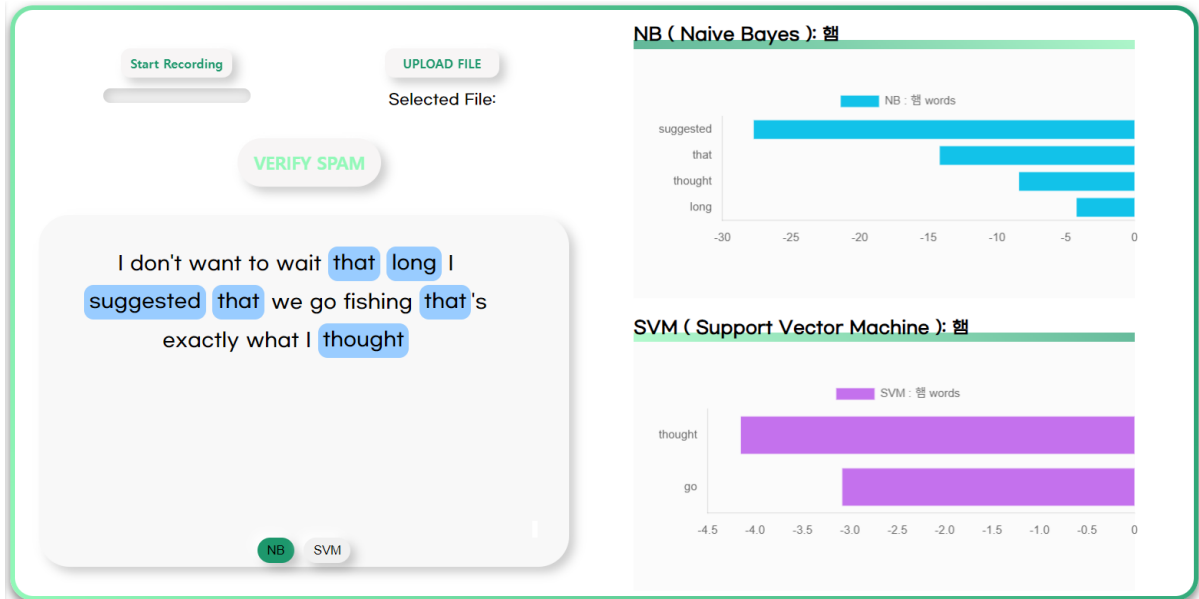 Start Recording
UPLOAD FILE
Selected File:
VERIFY SPAM
I don't want to wait that long I
suggested that we go fishing that's
exactly what I thought
NB SVM
NB ( Naive Bayes ): 햄
NB : 햄 words
suggested
that
thought
long
-30 -25 -20 -15 -10 -5 0
SVM ( Support Vector Machine ): 햄
SVM : 햄 words
thought
go
-4.5 -4.0 -3.5 -3.0 -2.5 -2.0 -1.5 -1.0 -0.5 0